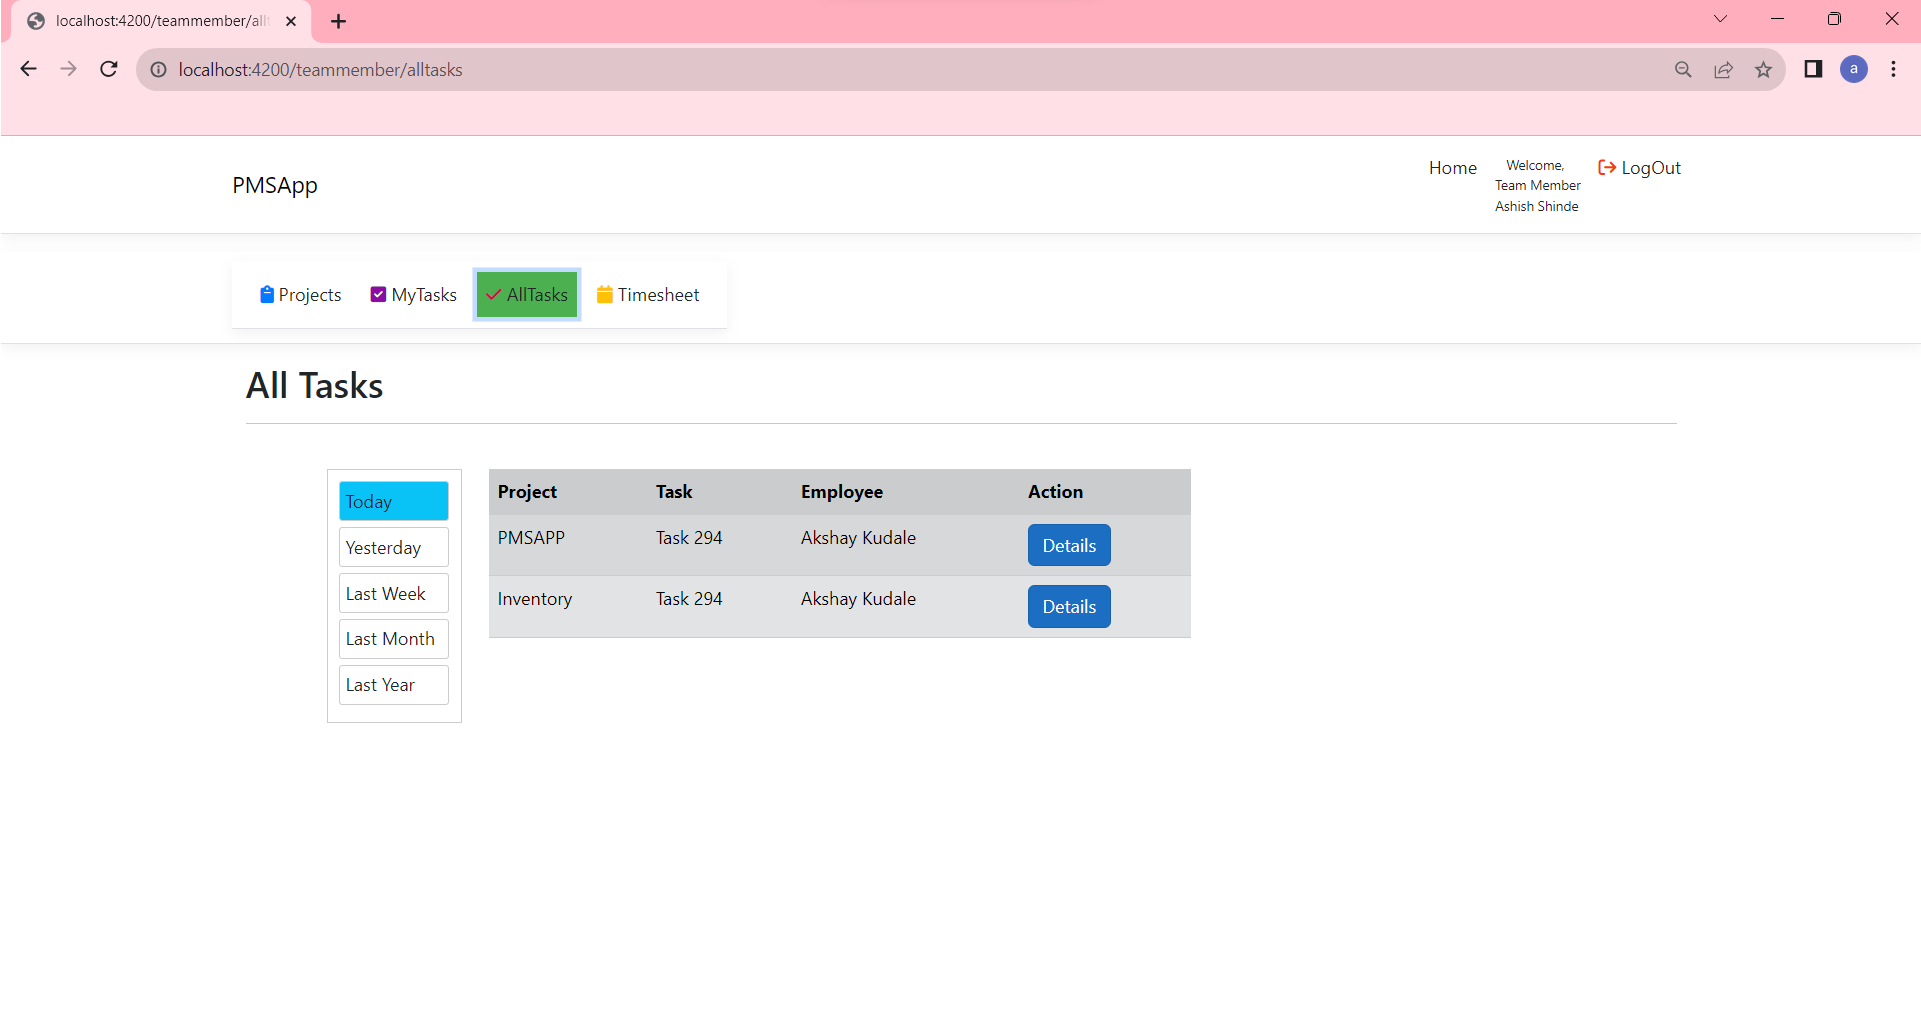 localhost:4200/teammember/all
localhost:4200/teammember/alltasks
a
PMSApp
Home
Welcome,
Team Member
Ashish Shinde
LogOut
Projects MyTasks AllTasks Timesheet
All Tasks
Today
Yesterday
Last Week
Last Month
Last Year
Project Task Employee Action
PMSAPP Task 294 Akshay Kudale Details
Inventory Task 294 Akshay Kudale Details